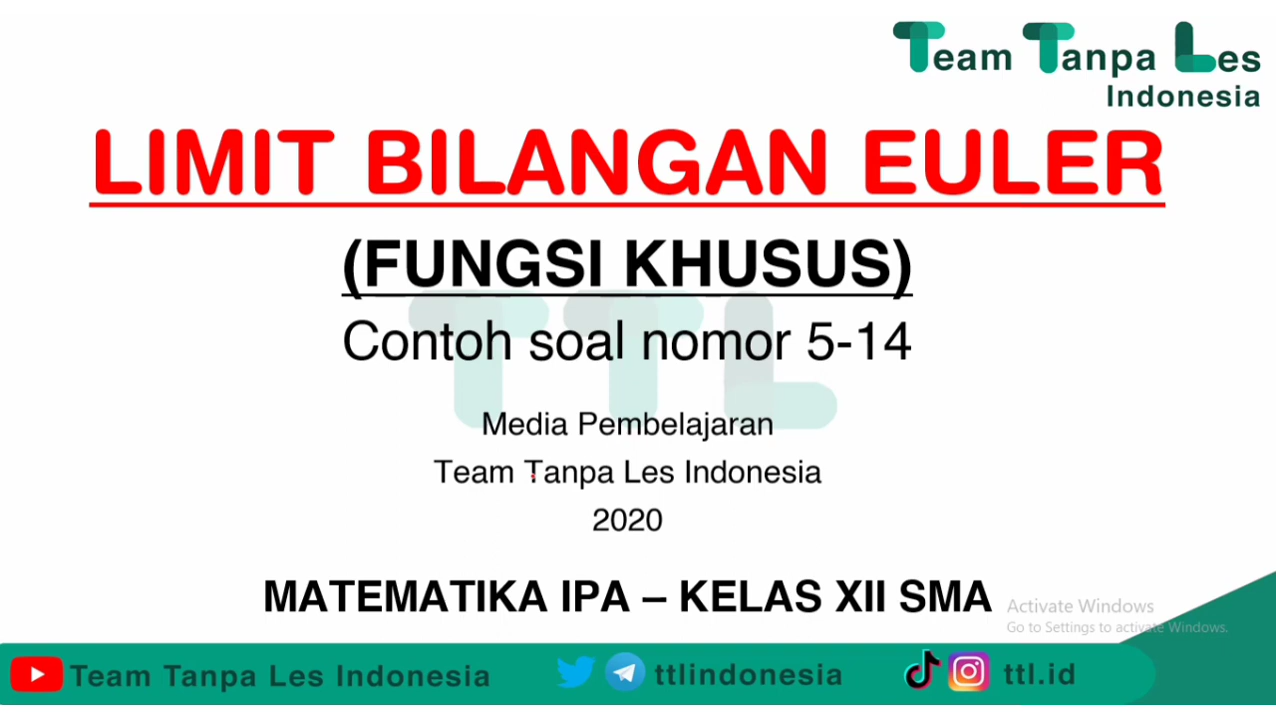 Team Tanpa Les
Indonesia
LIMIT BILANGAN EULER
(FUNGSI KHUSUS)
TTL
Contoh soal nomor 5-14
Media Pembelajaran
Team Tanpa Les Indonesia
2020
MATEMATIKA IPA – KELAS XII SMA
Activate Windows
Go to Settings to activate Windows.
Team Tanpa Les Indonesia
ttlindonesia
ttl.id